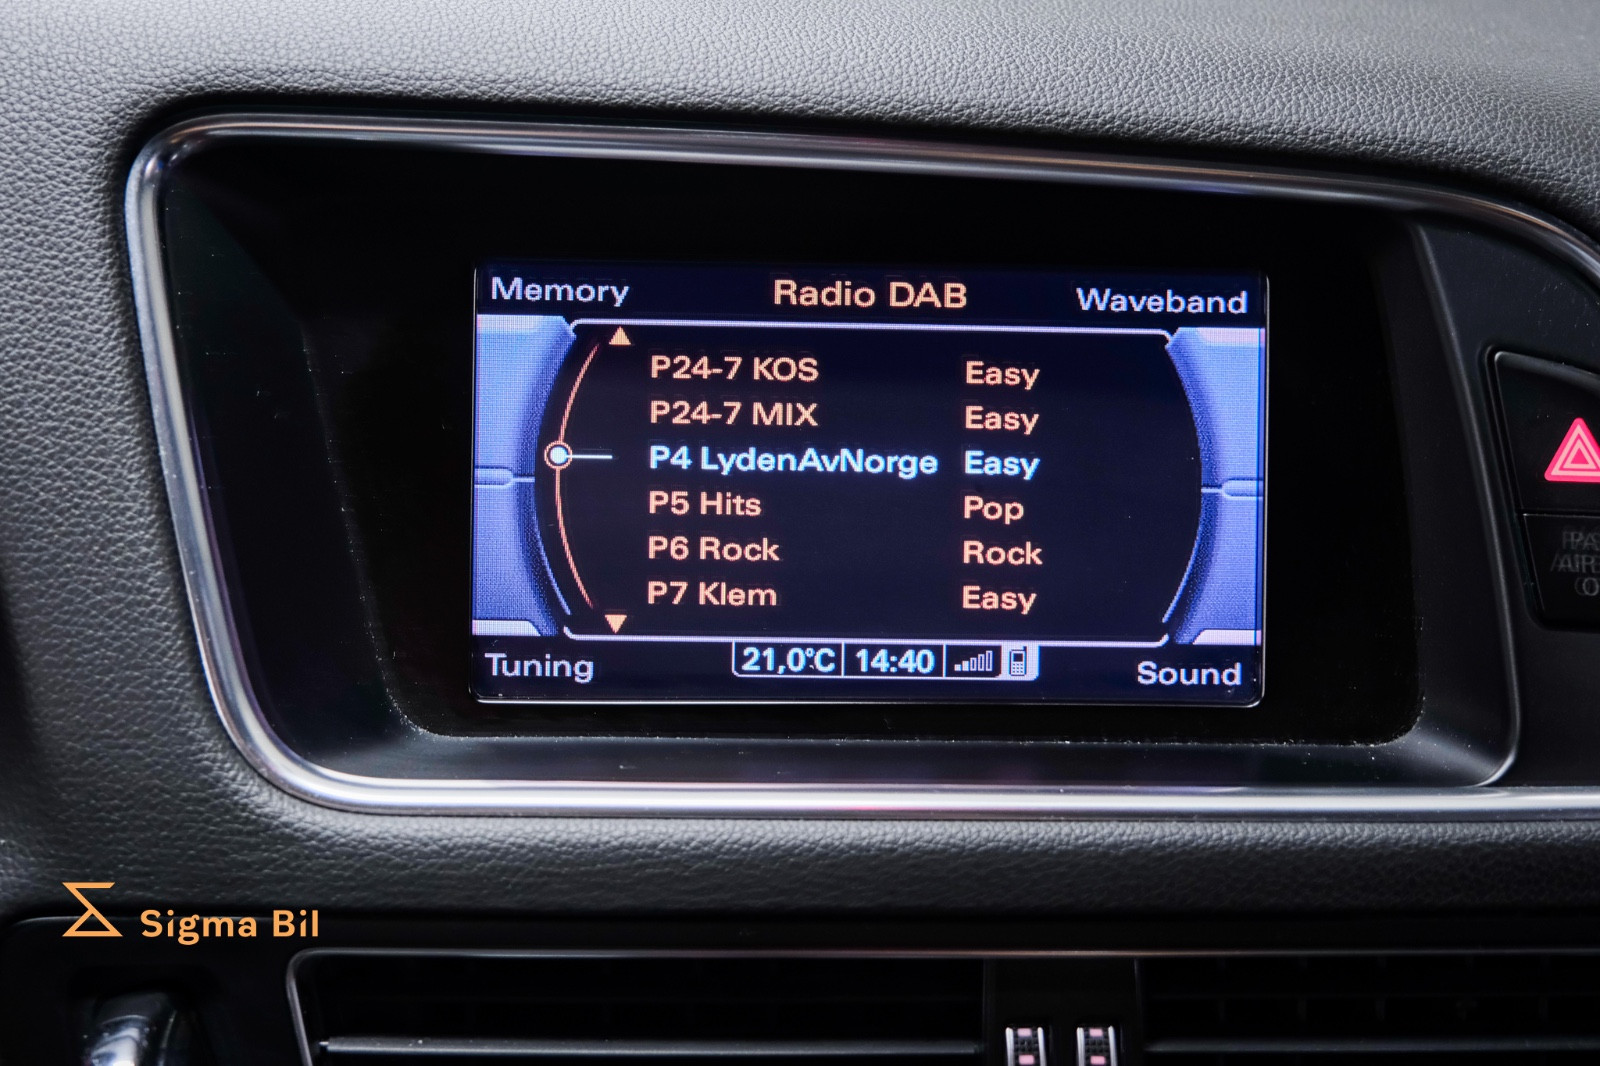 Memory Radio DAB Waveband
P24-7 KOS Easy
P24-7 MIX Easy
P4 LydenAvNorge Easy
P5 Hits Pop
P6 Rock Rock
P7 Klem Easy
Tuning 21,0°C 14:40 Sound
Sigma Bil